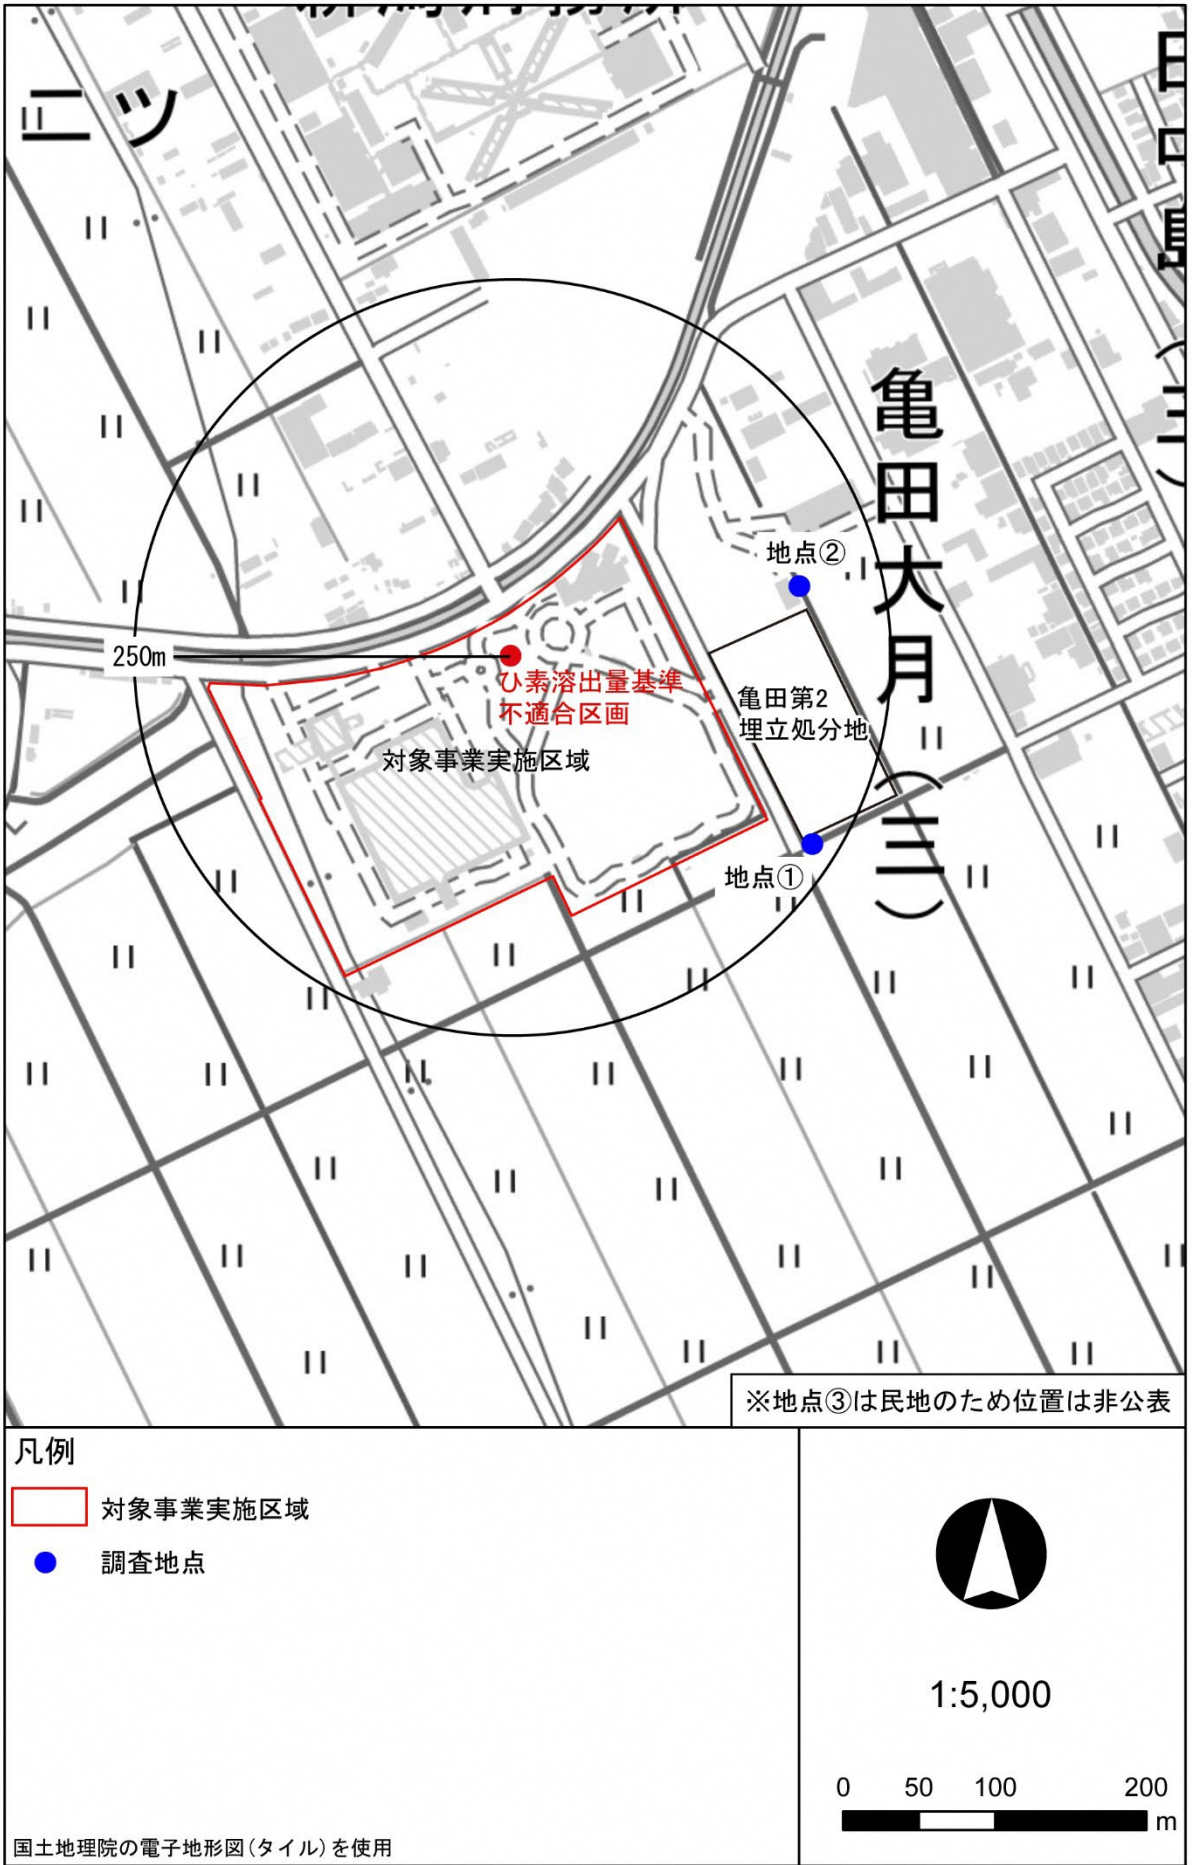 二ツ
亀田大月(三)
250m
地点②
ひ素溶出量基準
不適合区画
亀田第2
埋立処分地
対象事業実施区域
地点①
※地点③は民地のため位置は非公表
凡例
対象事業実施区域
調査地点
1:5,000
0 50 100 200
m
国土地理院の電子地形図(タイル)を使用